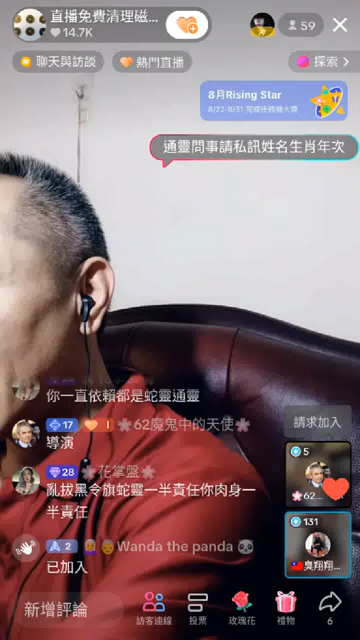 直播免費清理磁...
14.7K
59
聊天與訪談
熱門直播
探索
8月Rising Star
8/22-8/31 完成任務搶大獎
通靈問事請私訊姓名生肖年次
你一直依賴都是蛇靈通靈
17 I 62魔鬼中的天使
導演
28 花掌盤
亂拔黑令旗蛇靈一半責任你肉身一
半責任
2 Wanda the panda
已加入
請求加入
5
62...
131
臭翔翔...
新增評論
訪客連線
投票
玫瑰花
禮物
6